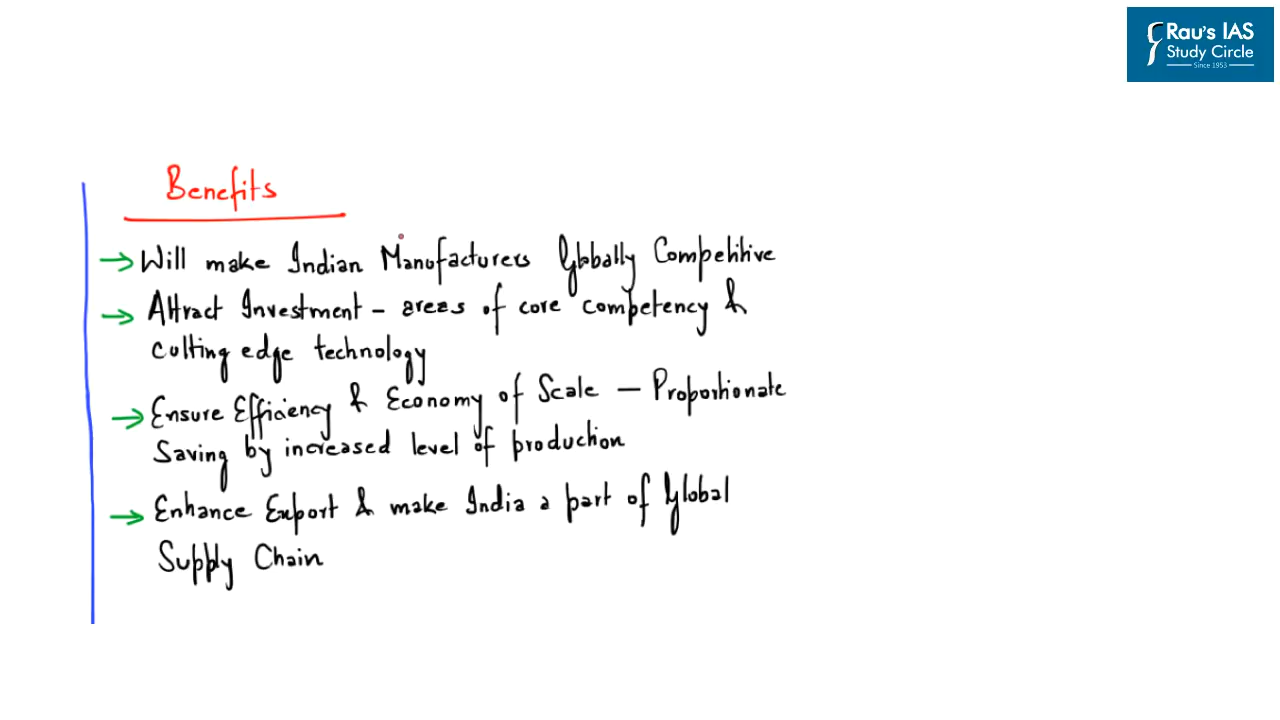 Rau's IAS
Study Circle
Since 1953
Benefits
→ Will make Indian Manufacturers Globally Competitive
→ Attract Investment - areas of core competency &
cutting edge technology
→ Ensure Efficiency & Economy of Scale - Proportionate
Saving by increased level of production
→ Enhance Export & make India a part of Global
Supply Chain